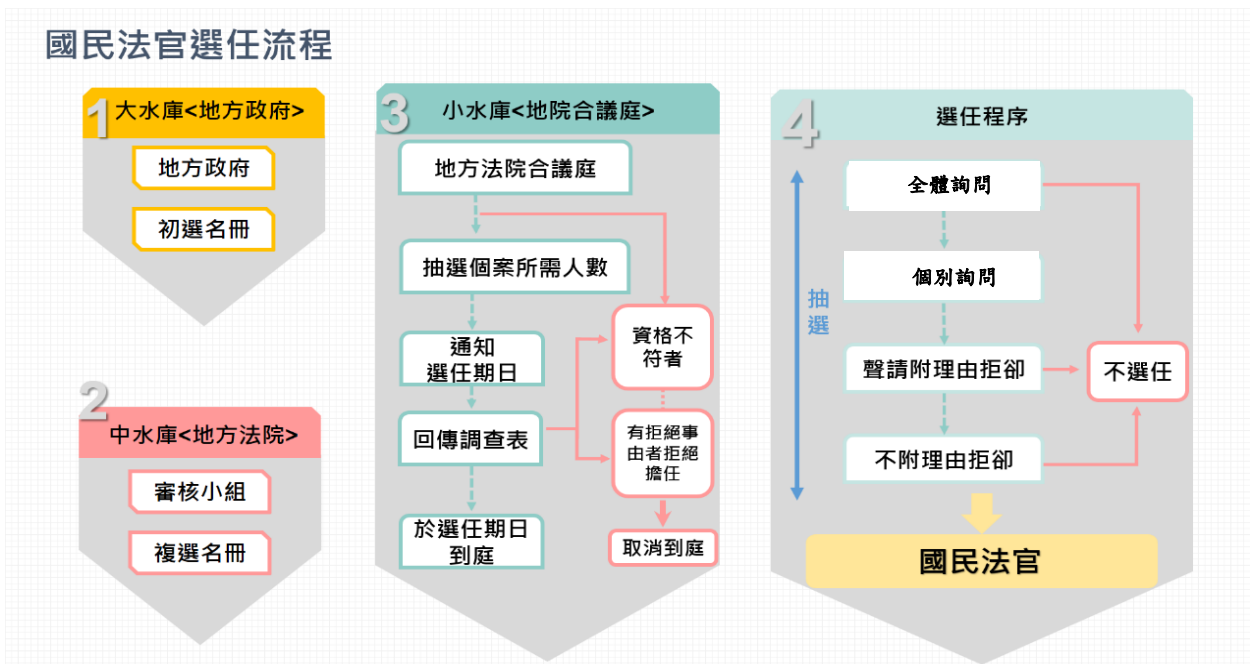 國民法官選任流程
1
大水庫<地方政府>
地方政府
初選名冊
2
中水庫<地方法院>
審核小組
複選名冊
3
小水庫<地院合議庭>
地方法院合議庭
抽選個案所需人數
通知
選任期日
回傳調查表
於選任期日
到庭
資格不
符者
有拒絕事
由者拒絕
擔任
取消到庭
4
選任程序
抽
選
全體詢問
個別詢問
聲請附理由拒卻
不附理由拒卻
不選任
國民法官